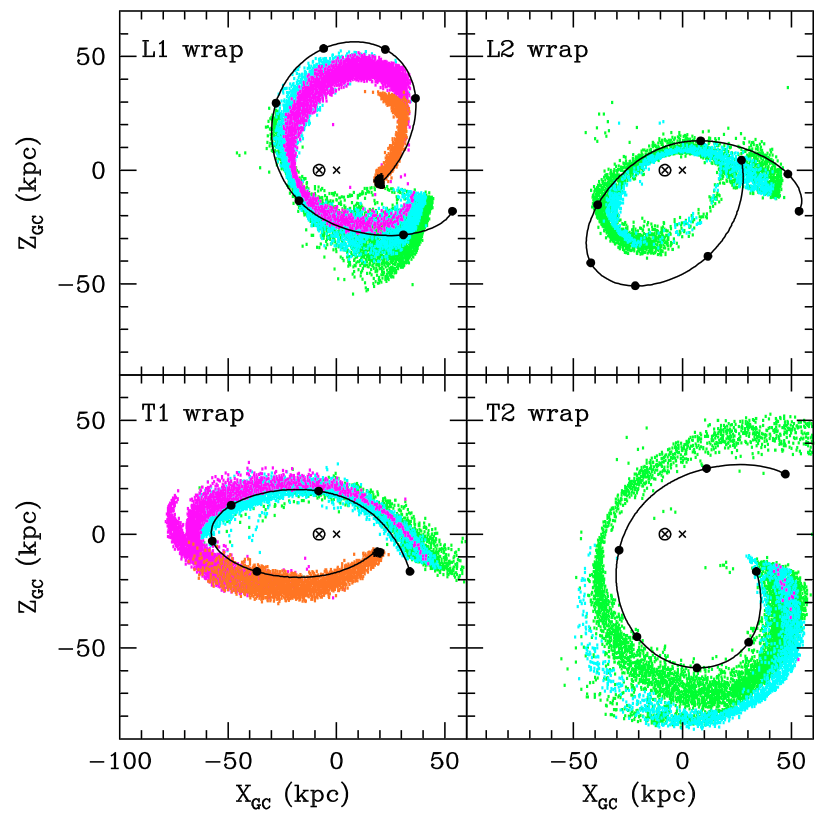 L1 wrap
L2 wrap
50
0
−50
Z_GC (kpc)
T1 wrap
T2 wrap
50
0
−50
Z_GC (kpc)
−100 −50 0 50 −50 0 50
X_GC (kpc) X_GC (kpc)